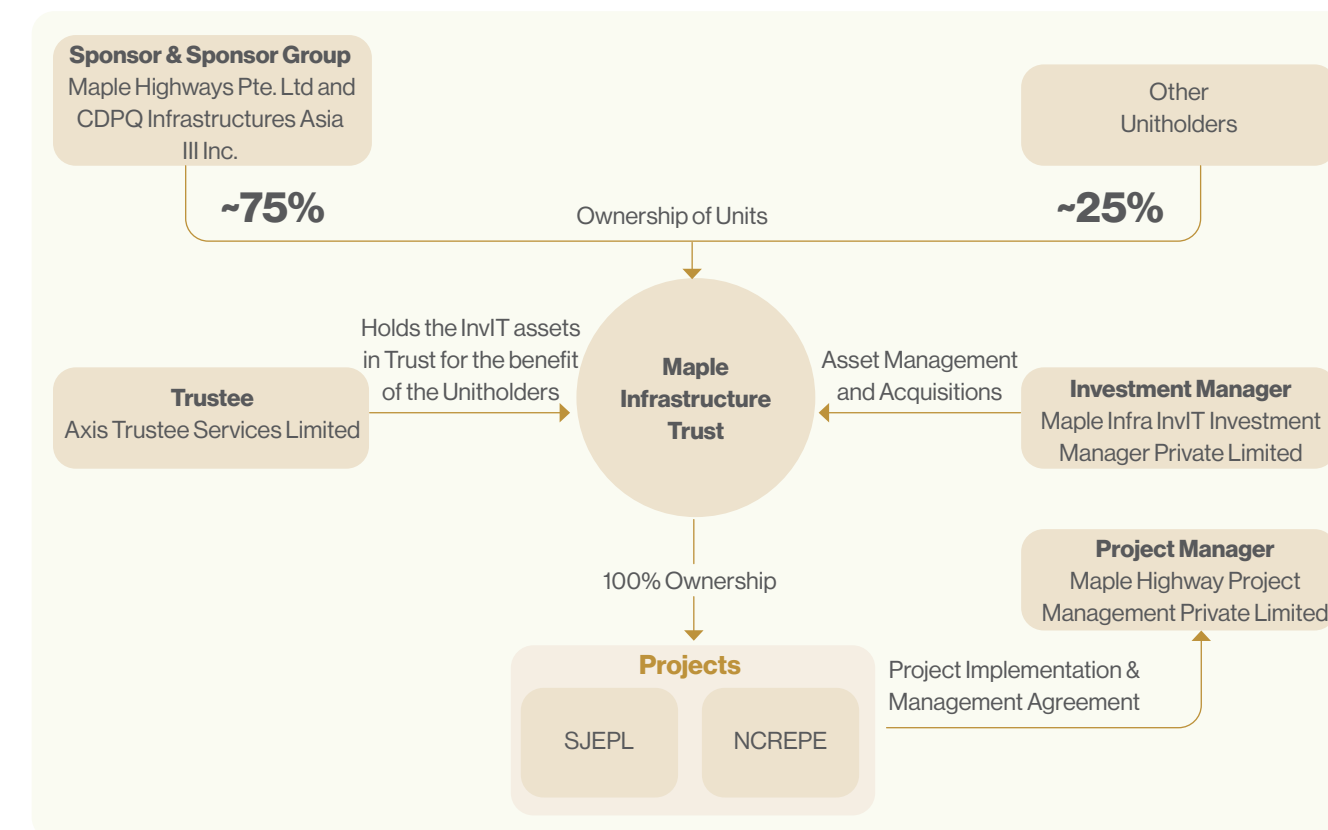 Sponsor & Sponsor Group
Maple Highways Pte. Ltd and
CDPQ Infrastructures Asia
III Inc.
Other
Unitholders
~75%
Ownership of Units
~25%
Holds the InvIT assets
in Trust for the benefit
of the Unitholders
Trustee
Axis Trustee Services Limited
Maple
Infrastructure
Trust
Asset Management
and Acquisitions
Investment Manager
Maple Infra InvIT Investment
Manager Private Limited
100% Ownership
Project Manager
Maple Highway Project
Management Private Limited
Projects
SJEPL
NCREPE
Project Implementation &
Management Agreement